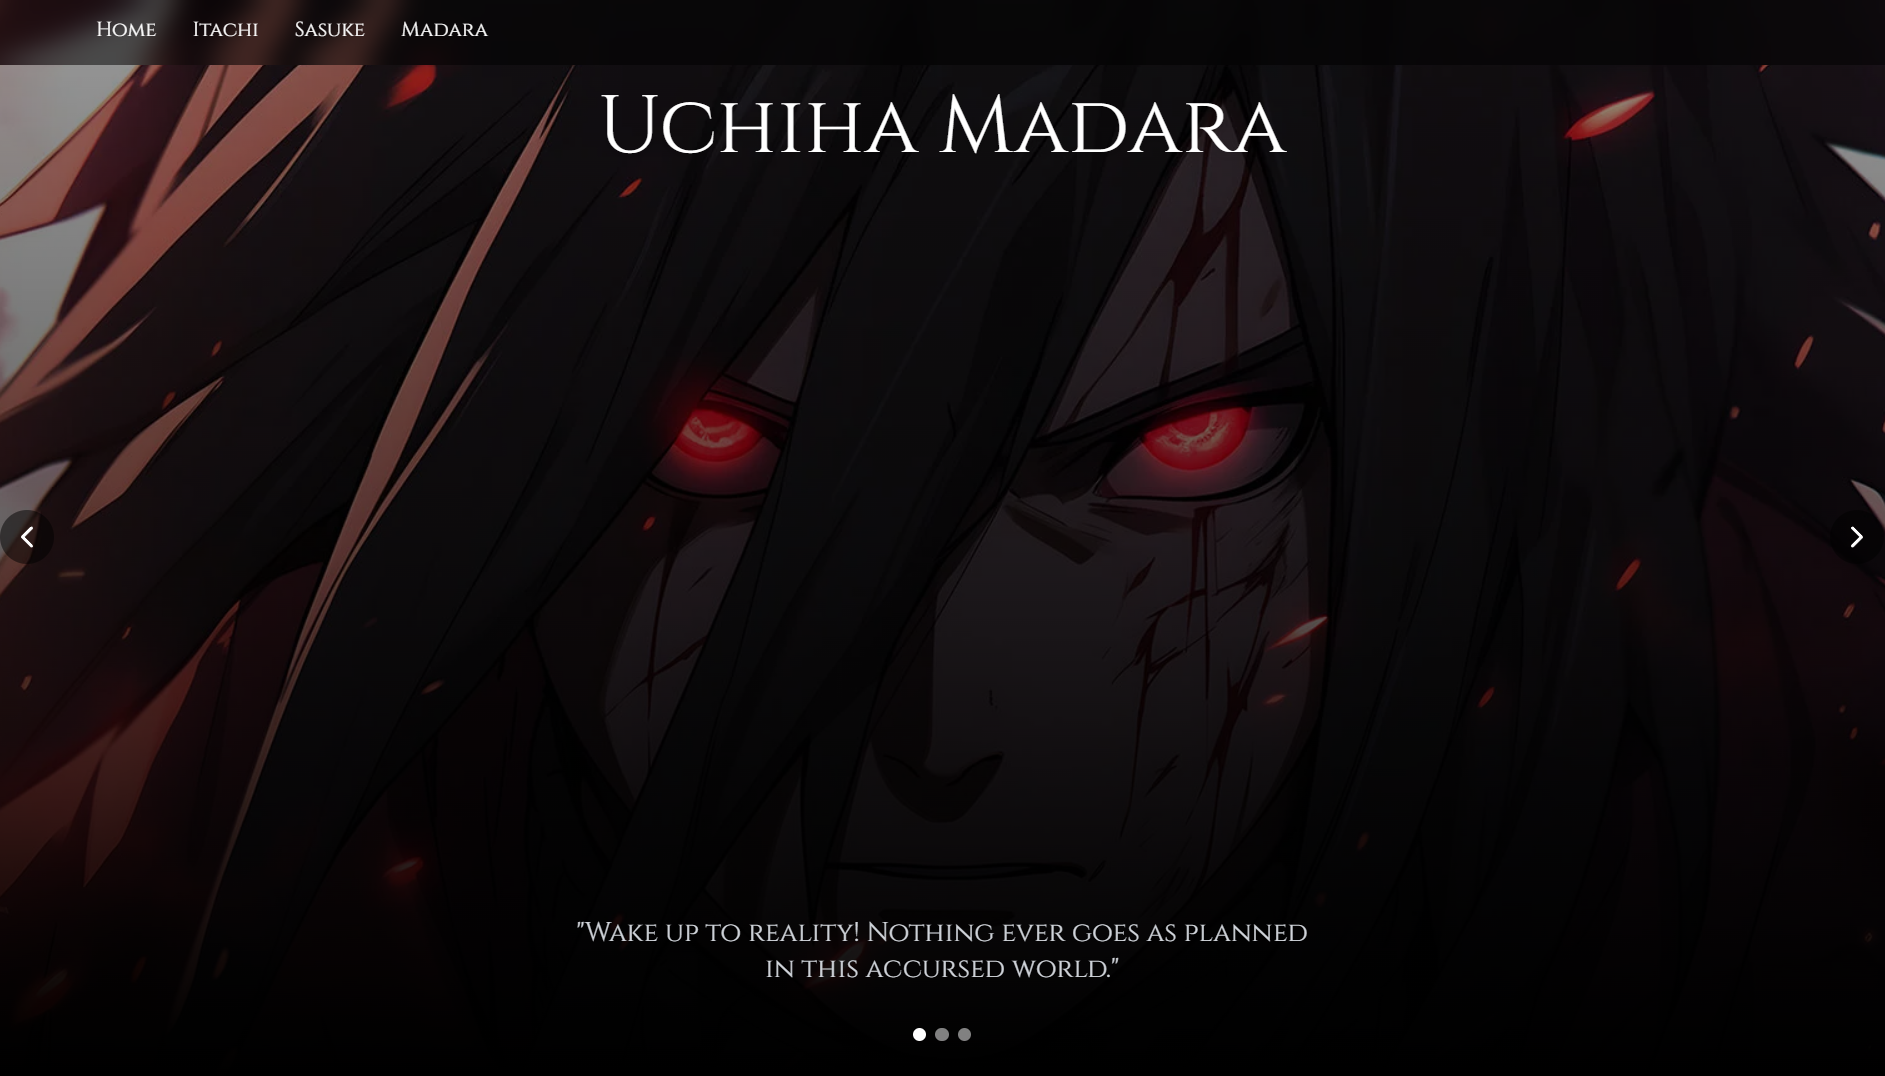 Home Itachi Sasuke Madara
Uchiha Madara
"Wake up to reality! Nothing ever goes as planned
in this accursed world."